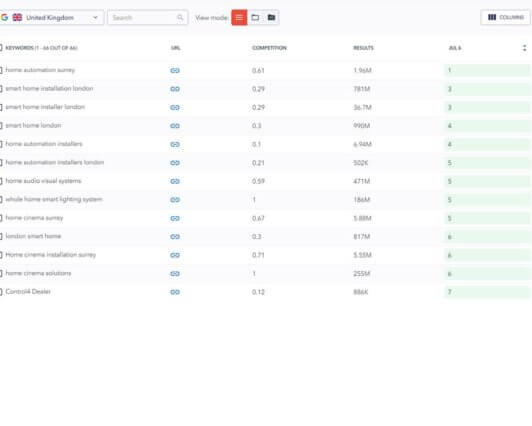 G United Kingdom Search View mode: COLUMNS
KEYWORDS (1 - 66 OUT OF 66) URL COMPETITION RESULTS JUL 6
home automation surrey 0.61 1.96M 1
smart home installation london 0.29 781M 3
smart home installer london 0.29 36.7M 3
smart home london 0.3 990M 4
home automation installers 0.1 6.94M 4
home automation installers london 0.21 502K 5
home audio visual systems 0.59 471M 5
whole home smart lighting system 1 186M 5
home cinema surrey 0.67 5.88M 5
london smart home 0.3 817M 6
Home cinema installation surrey 0.71 5.55M 6
home cinema solutions 1 255M 6
Control4 Dealer 0.12 886K 7